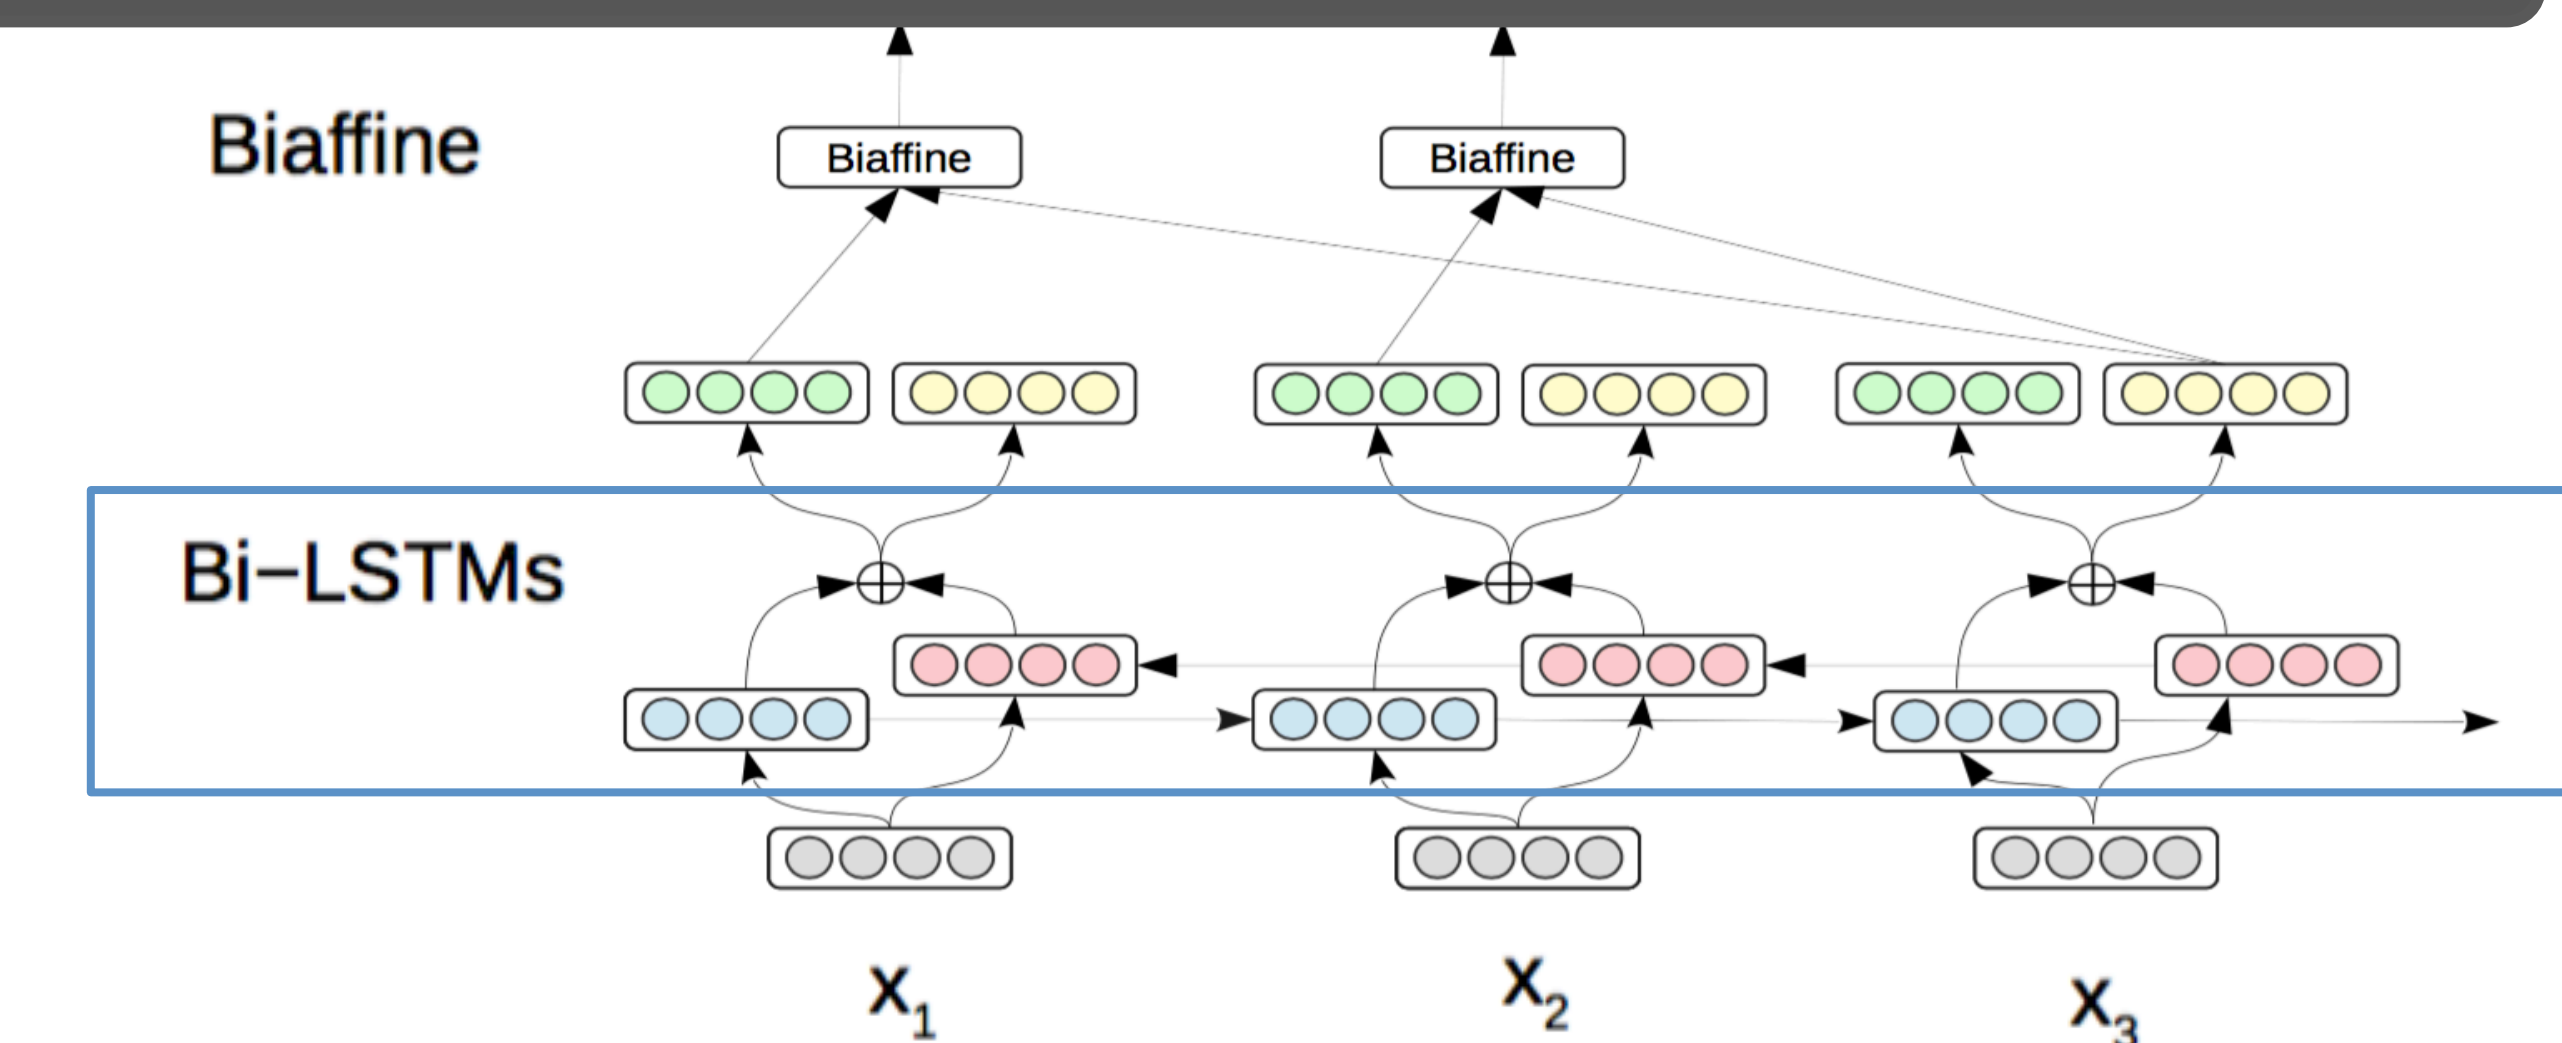 Biaffine
Biaffine
Biaffine
Bi−LSTMs
x₁
x₂
x₃